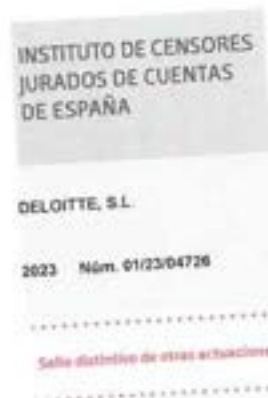 INSTITUTO DE CENSORES
JURADOS DE CUENTAS
DE ESPAÑA
DELOITTE, S.L.
2023 Núm. 01/23/04726
Sello distintivo de otras actuaciones